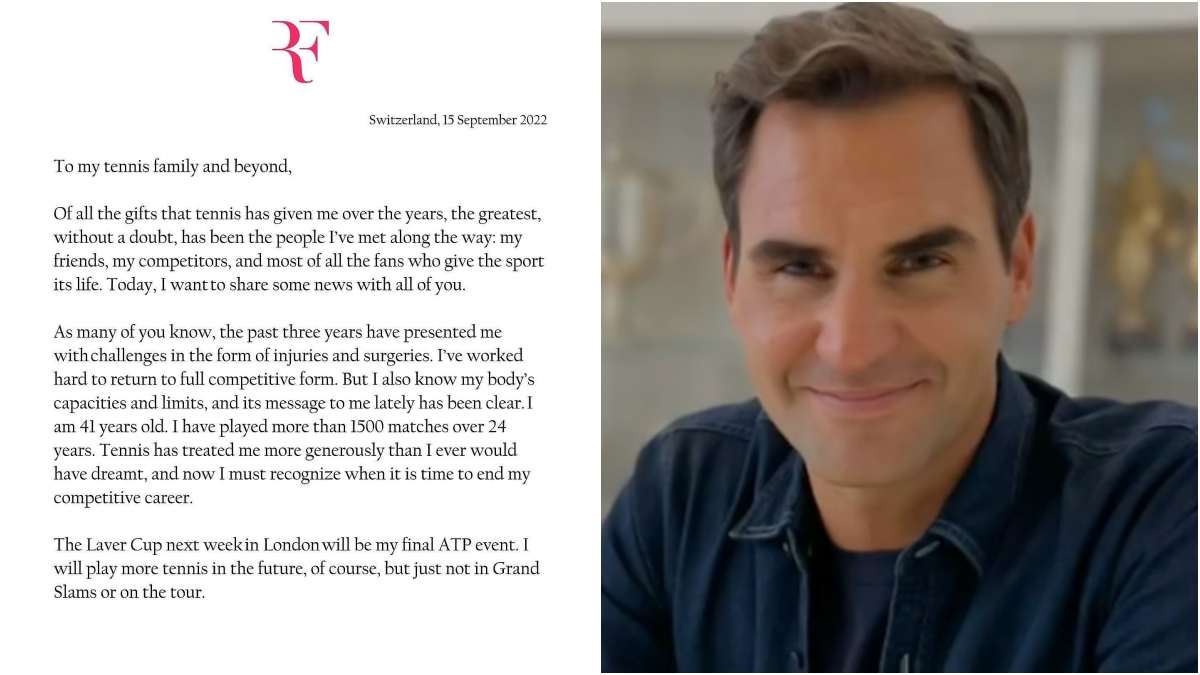 RF
Switzerland, 15 September 2022
To my tennis family and beyond,
Of all the gifts that tennis has given me over the years, the greatest,
without a doubt, has been the people I've met along the way: my
friends, my competitors, and most of all the fans who give the sport
its life. Today, I want to share some news with all of you.
As many of you know, the past three years have presented me
with challenges in the form of injuries and surgeries. I've worked
hard to return to full competitive form. But I also know my body's
capacities and limits, and its message to me lately has been clear. I
am 41 years old. I have played more than 1500 matches over 24
years. Tennis has treated me more generously than I ever would
have dreamt, and now I must recognize when it is time to end my
competitive career.
The Laver Cup next week in London will be my final ATP event. I
will play more tennis in the future, of course, but just not in Grand
Slams or on the tour.